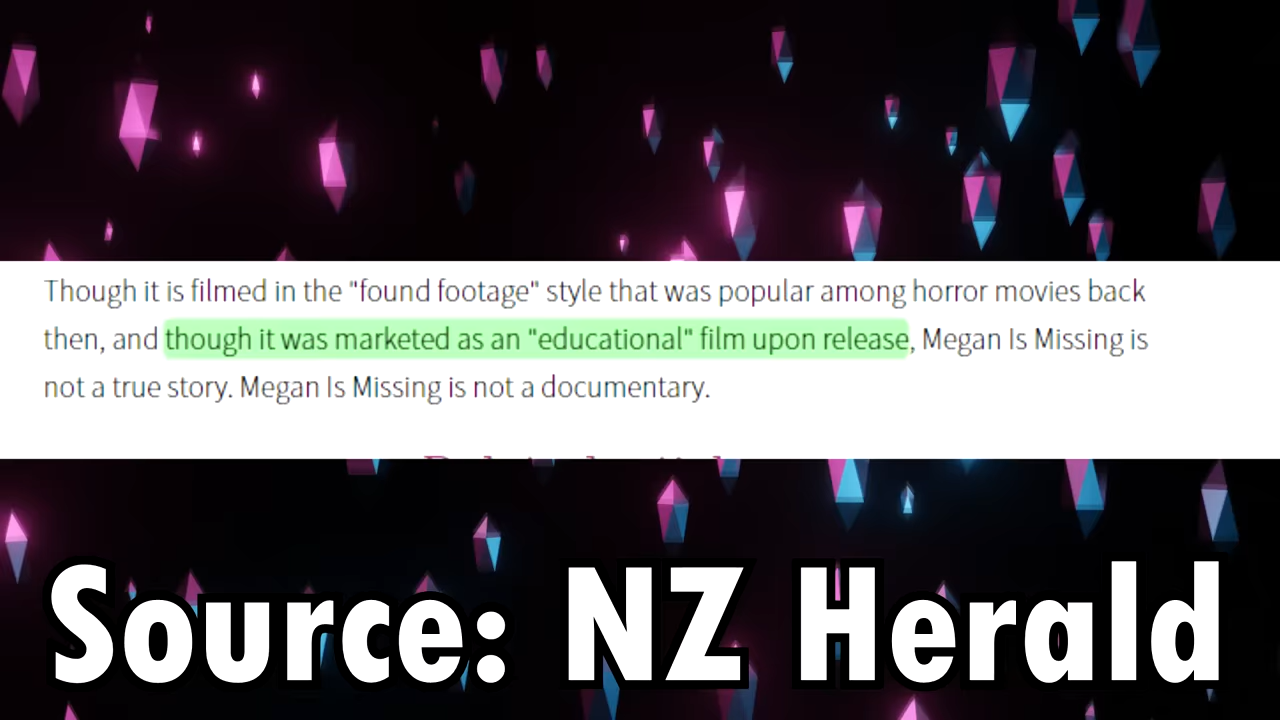 Though it is filmed in the "found footage" style that was popular among horror movies back
then, and though it was marketed as an "educational" film upon release, Megan Is Missing is
not a true story. Megan Is Missing is not a documentary.
Source: NZ Herald